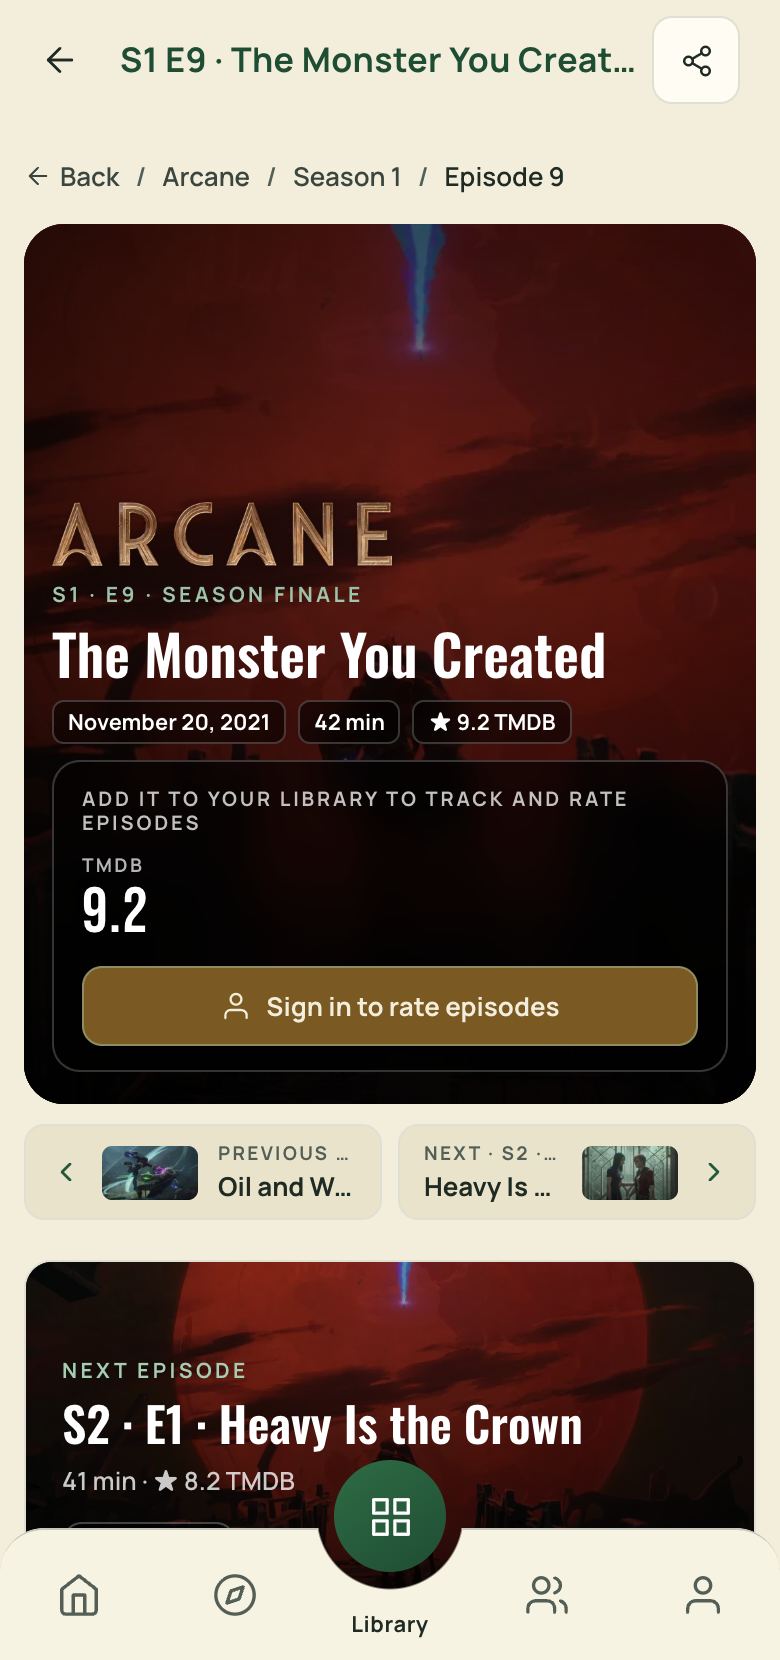 S1 E9 · The Monster You Creat...
Back / Arcane / Season 1 / Episode 9
ARCANE
S1 · E9 · SEASON FINALE
The Monster You Created
November 20, 2021
42 min
★ 9.2 TMDB
ADD IT TO YOUR LIBRARY TO TRACK AND RATE
EPISODES
TMDB
9.2
Sign in to rate episodes
PREVIOUS ...
Oil and W...
NEXT · S2 ·...
Heavy Is ...
NEXT EPISODE
S2 · E1 · Heavy Is the Crown
41 min · ★ 8.2 TMDB
Library